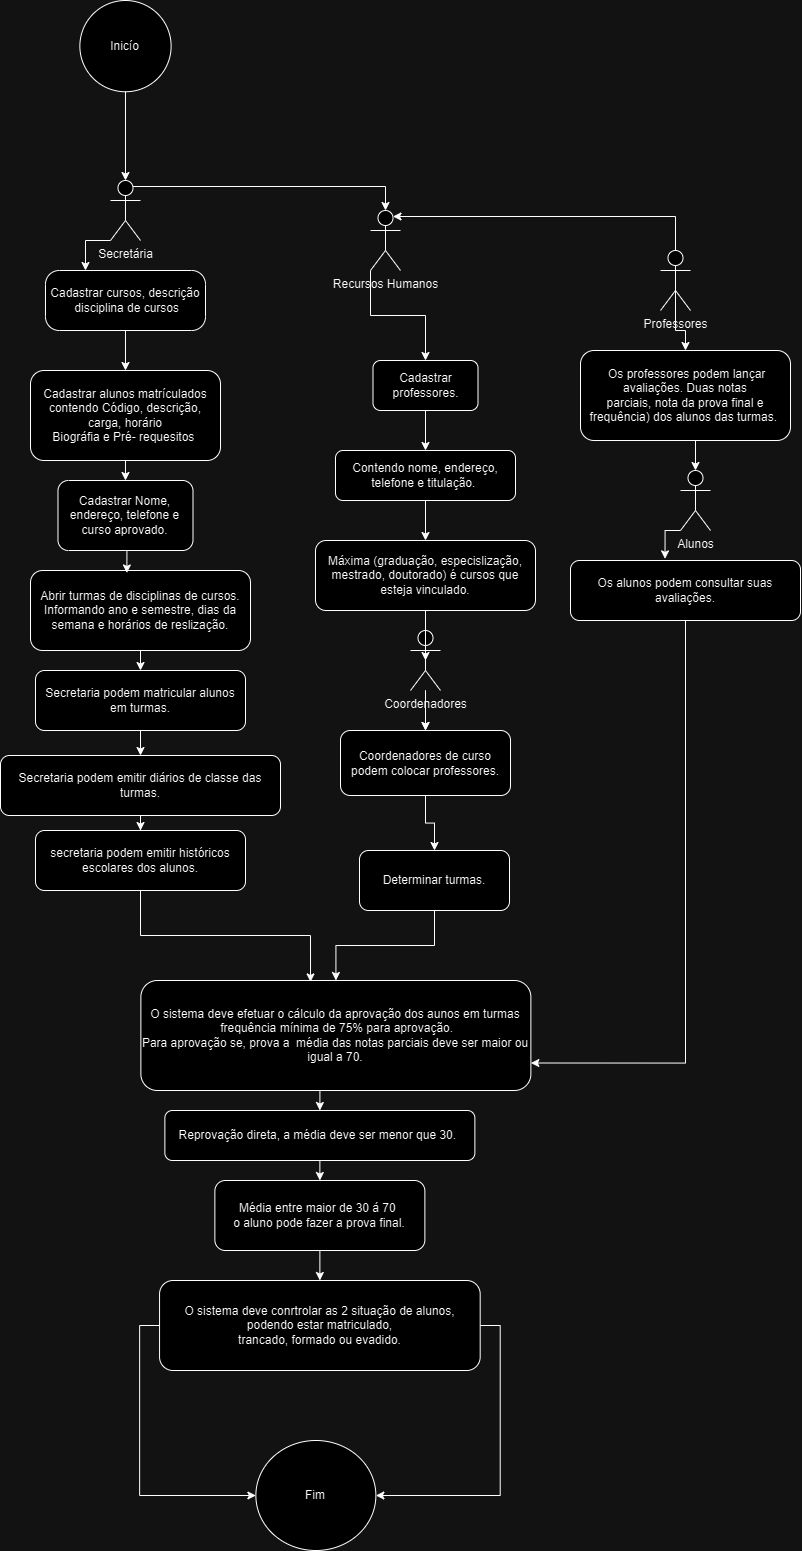 Inicío
Secretária
Cadastrar cursos, descrição
disciplina de cursos
Cadastrar alunos matrículados
contendo Código, descrição,
carga, horário
Biográfia e Pré- requesitos
Cadastrar Nome,
endereço, telefone e
curso aprovado.
Abrir turmas de disciplinas de cursos.
Informando ano e semestre, dias da
semana e horários de reslização.
Secretaria podem matricular alunos
em turmas.
Secretaria podem emitir diários de classe das
turmas.
secretaria podem emitir históricos
escolares dos alunos.
Recursos Humanos
Cadastrar
professores.
Contendo nome, endereço,
telefone e titulação.
Máxima (graduação, especislização,
mestrado, doutorado) é cursos que
esteja vinculado.
Coordenadores
Coordenadores de curso
podem colocar professores.
Determinar turmas.
Professores
Os professores podem lançar
avaliações. Duas notas
parciais, nota da prova final e
frequência) dos alunos das turmas.
Alunos
Os alunos podem consultar suas
avaliações.
O sistema deve efetuar o cálculo da aprovação dos aunos em turmas
frequência mínima de 75% para aprovação.
Para aprovação se, prova a média das notas parciais deve ser maior ou
igual a 70.
Reprovação direta, a média deve ser menor que 30.
Média entre maior de 30 á 70
o aluno pode fazer a prova final.
O sistema deve conrtrolar as 2 situação de alunos,
podendo estar matriculado,
trancado, formado ou evadido.
Fim